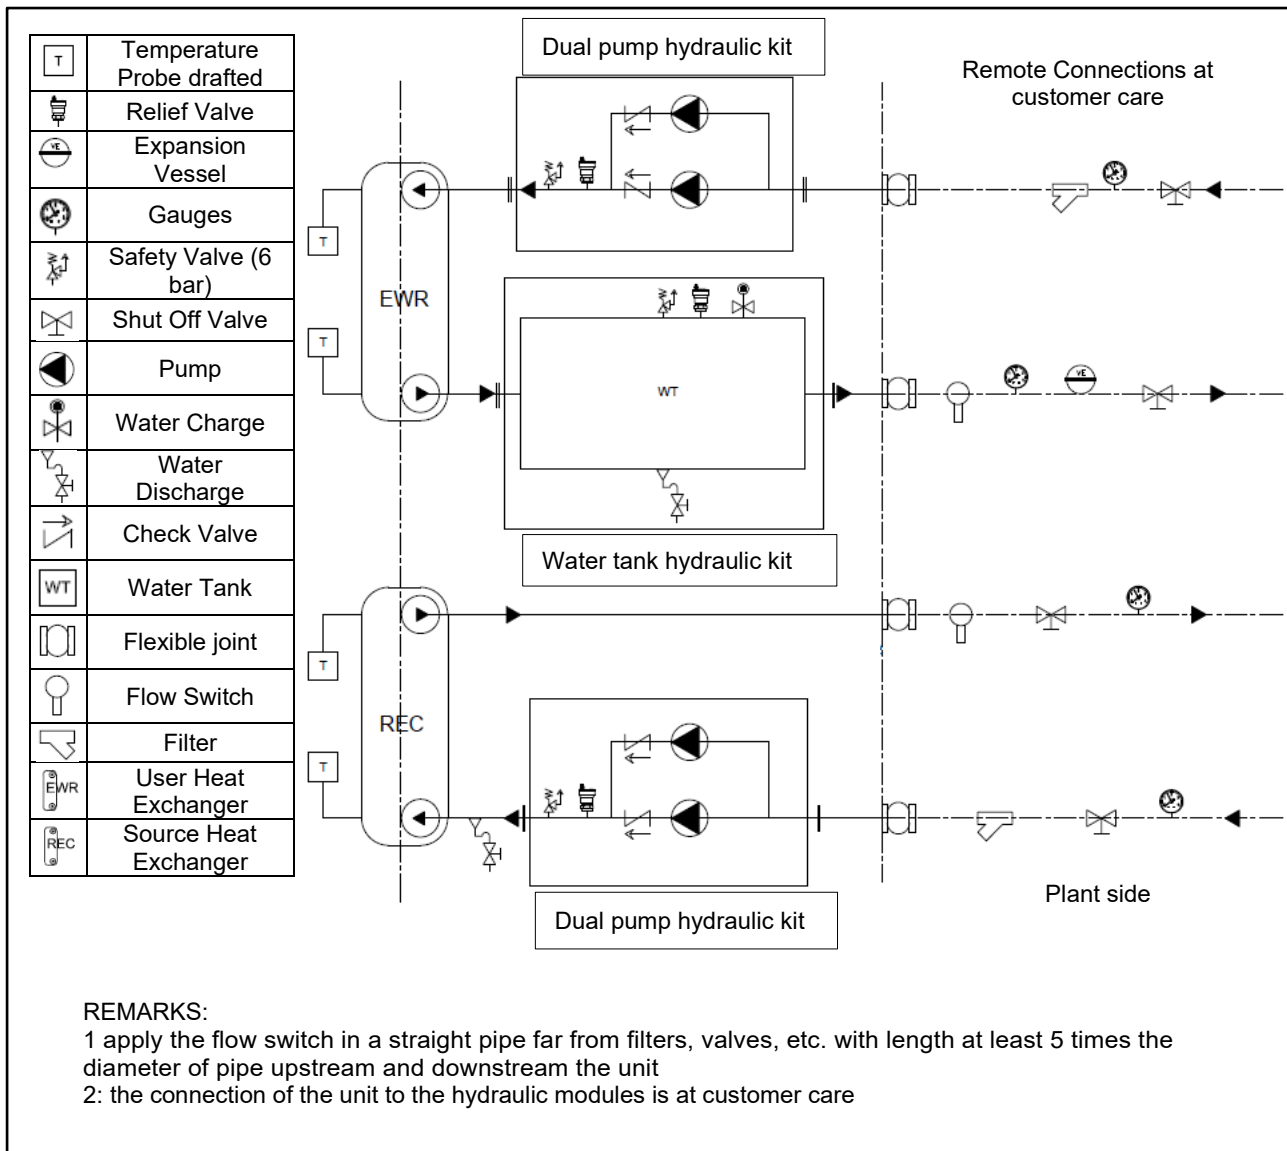 T
Temperature
Probe drafted
Relief Valve
VE
Expansion
Vessel
Gauges
Safety Valve (6
bar)
Shut Off Valve
Pump
Water Charge
Water
Discharge
Check Valve
WT
Water Tank
Flexible joint
Flow Switch
Filter
EWR
User Heat
Exchanger
REC
Source Heat
Exchanger
Dual pump hydraulic kit
Remote Connections at
customer care
T
EWR
T
WT
VE
Water tank hydraulic kit
T
REC
T
Dual pump hydraulic kit
Plant side
REMARKS:
1 apply the flow switch in a straight pipe far from filters, valves, etc. with length at least 5 times the
diameter of pipe upstream and downstream the unit
2: the connection of the unit to the hydraulic modules is at customer care